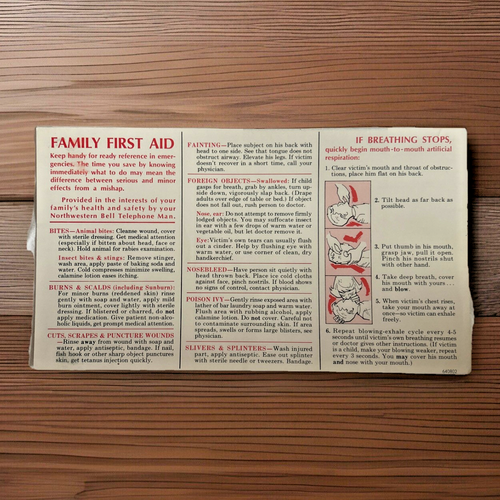 FAMILY FIRST AID
Keep handy for ready reference in emer-
gencies. The time you save by knowing
immediately what to do may mean the
difference between serious and minor
effects from a mishap.
Provided in the interests of your
family's health and safety by your
Northwestern Bell Telephone Man.
BITES—Animal bites: Cleanse wound, cover
with sterile dressing. Get medical attention
(especially if bitten about head, face or
neck). Hold animal for rabies examination.
Insect bites & stings: Remove stinger,
wash area, apply paste of baking soda and
water. Cold compresses minimize swelling,
calamine lotion eases itching.
BURNS & SCALDS (including Sunburn):
For minor burns (reddened skin) rinse
gently with soap and water, apply mild
burn ointment, cover lightly with sterile
dressing. If blistered or charred, do not
apply medication. Give patient non-alco-
holic liquids, get prompt medical attention.
CUTS, SCRAPES & PUNCTURE WOUNDS
—Rinse away from wound with soap and
water, apply antiseptic, bandage. If nail,
fish hook or other sharp object punctures
skin, get tetanus injection quickly.
FAINTING—Place subject on his back with
head to one side. See that tongue does not
obstruct airway. Elevate his legs. If victim
doesn't recover in a short time, call your
physician.
FOREIGN OBJECTS—Swallowed: If child
gasps for breath, grab by ankles, turn up-
side down, vigorously slap back. (Drape
adults over edge of table or bed.) If object
does not fall out, rush person to doctor.
Nose, ear: Do not attempt to remove firmly
lodged objects. You may suffocate insect
in ear with a few drops of warm water or
vegetable oil, but let doctor remove it.
Eye: Victim's own tears can usually flush
out a cinder. Help by flushing eye with
warm water, or use corner of clean, dry
handkerchief.
NOSEBLEED—Have person sit quietly with
head thrown back. Place ice cold cloths
against face, pinch nostrils. If blood shows
no signs of clotting, contact physician.
POISON IVY—Gently rinse exposed area with
lather of bar laundry soap and warm water.
Flush area with rubbing alcohol, apply
calamine lotion. Do not cover. Careful not
to contaminate surrounding skin. If area
spreads, swells or forms large blisters, see
physician.
SLIVERS & SPLINTERS—Wash injured
part, apply antiseptic. Ease out splinter
with sterile needle or tweezers. Bandage.
IF BREATHING STOPS,
quickly begin mouth-to-mouth artificial
respiration:
1. Clear victim's mouth and throat of obstruc-
tions, place him flat on his back.
2. Tilt head as far back as
possible.
3. Put thumb in his mouth,
grasp jaw, pull it open.
Pinch his nostrils shut
with other hand.
4. Take deep breath, cover
his mouth with yours...
and blow.
5. When victim's chest rises,
take your mouth away at
once—so victim can exhale
freely.
6. Repeat blowing-exhale cycle every 4-5
seconds until victim's own breathing resumes
or doctor gives other instructions. (If victim
is a child, make your blowing weaker, repeat
every 3 seconds. You may cover his mouth
and nose with your mouth.)